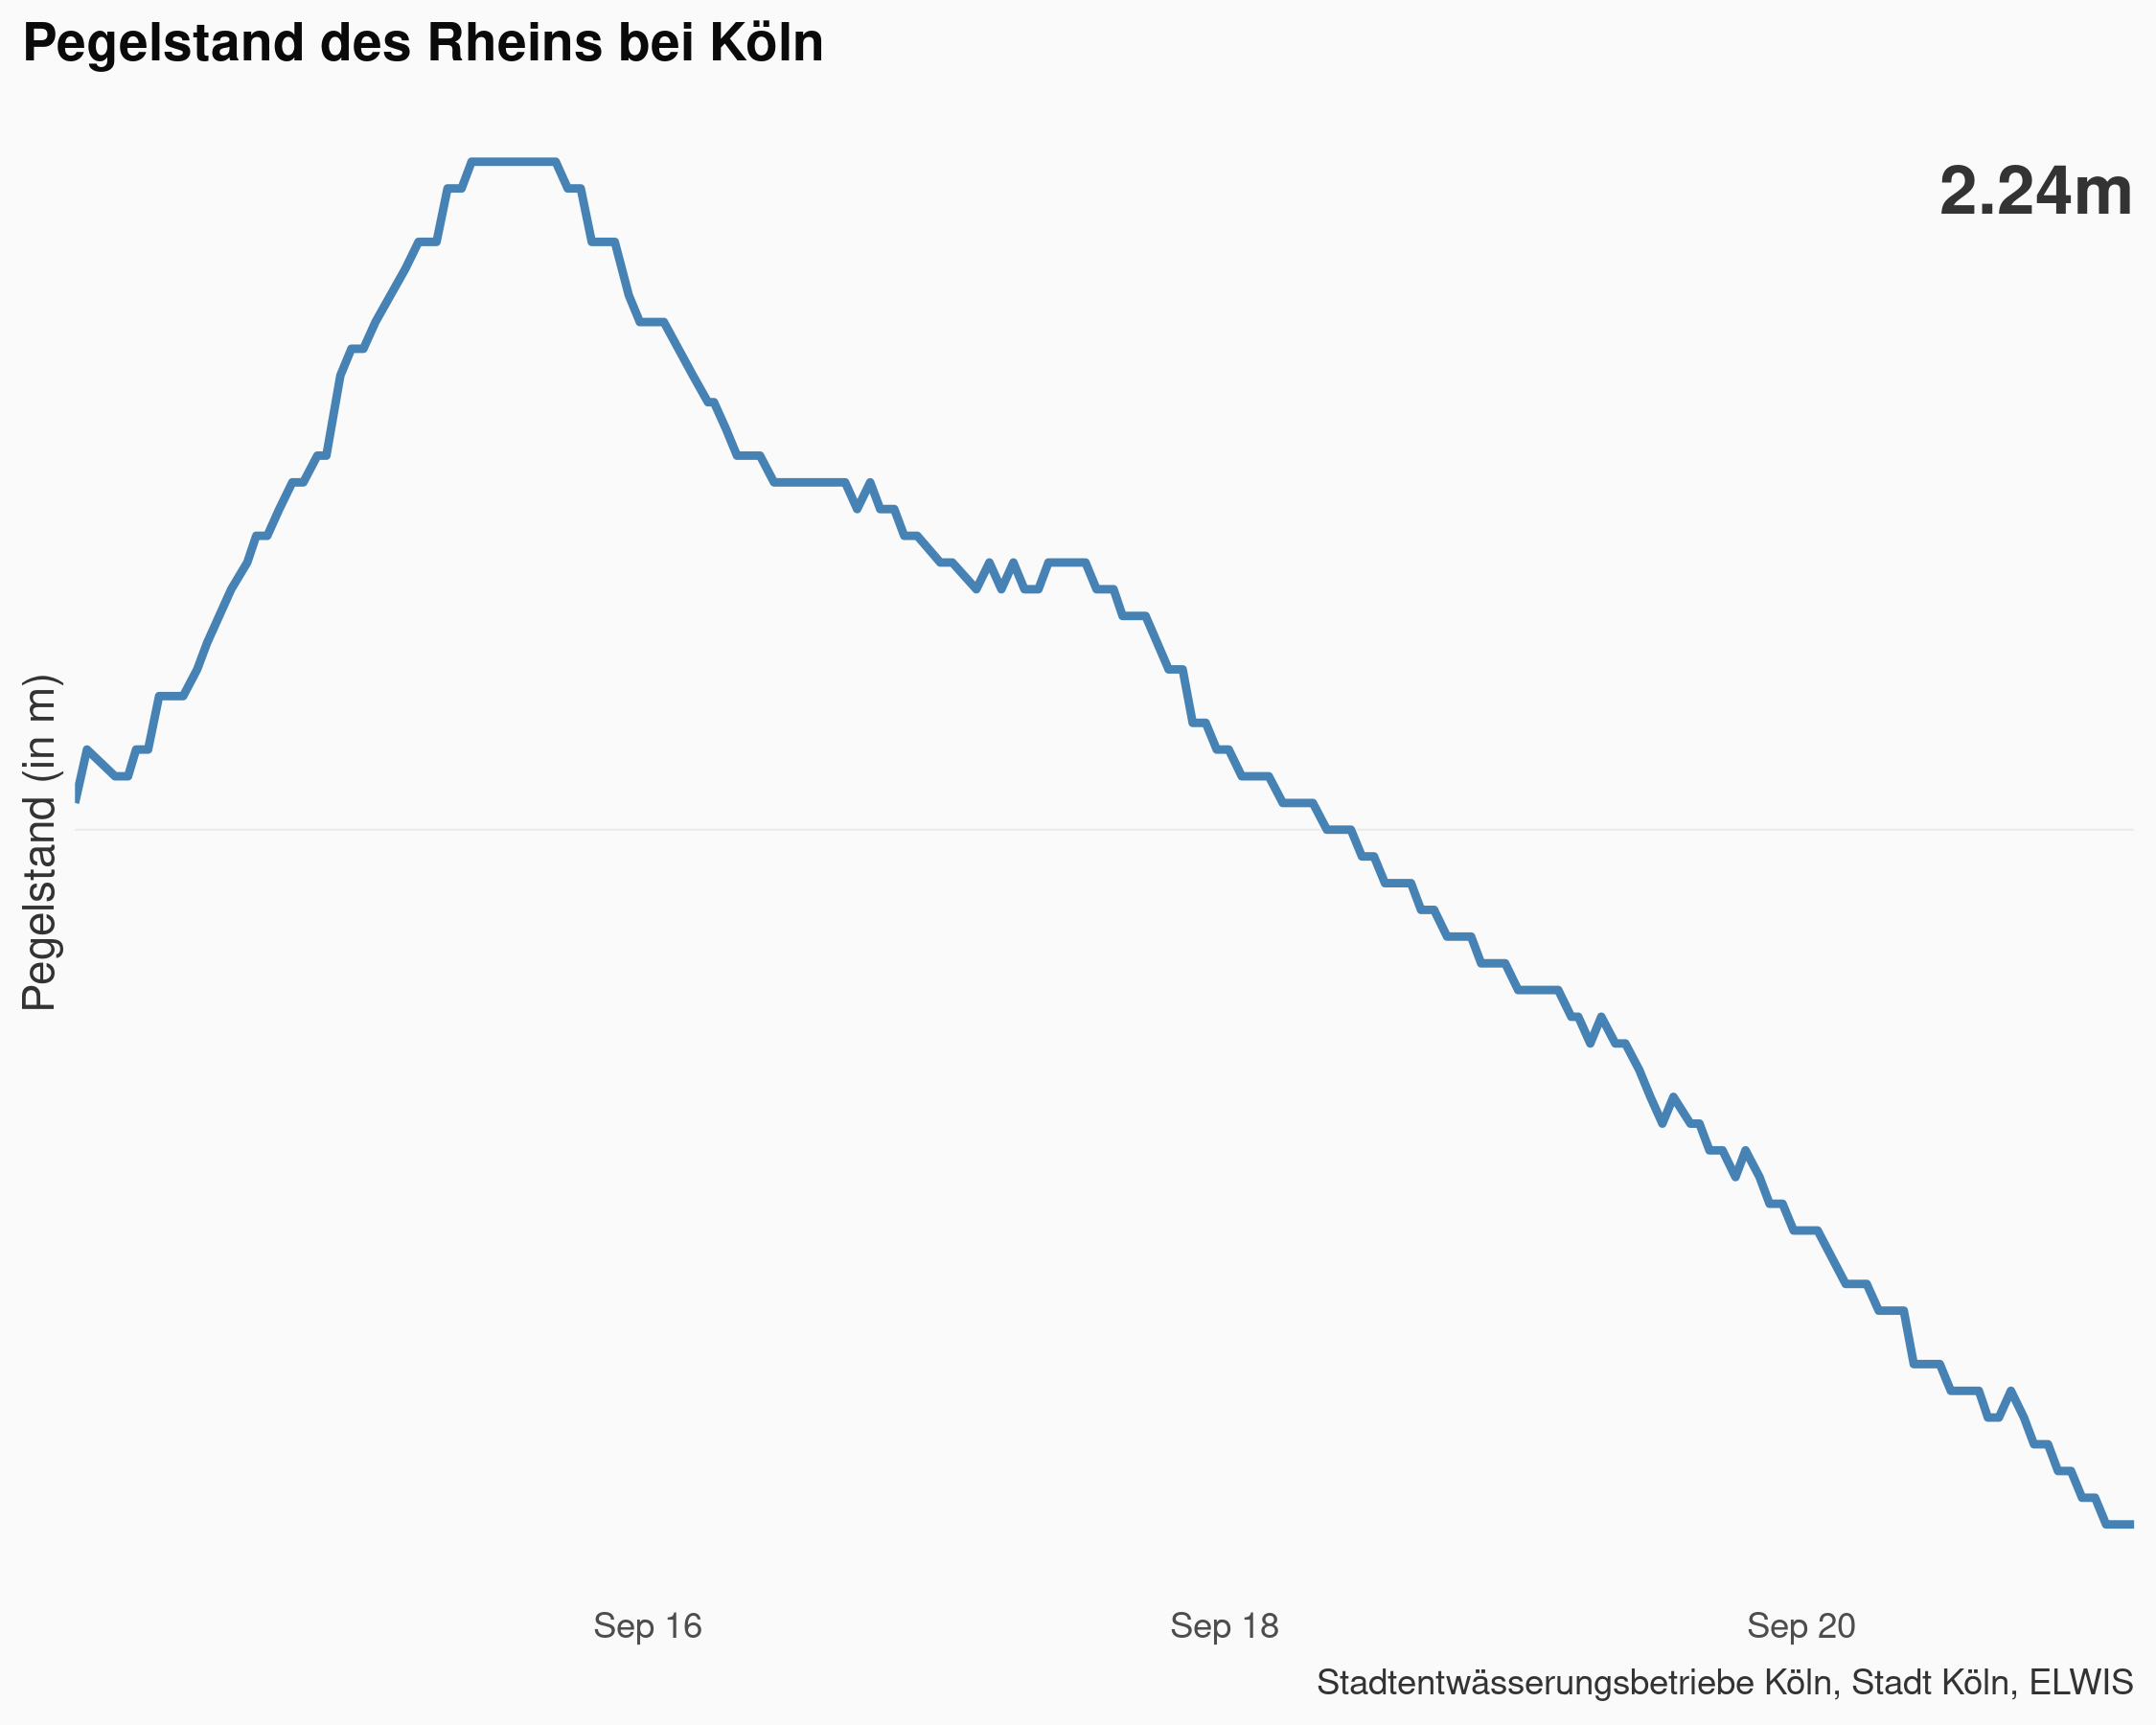 Pegelstand des Rheins bei Köln
2.24m
Pegelstand (in m)
Sep 16
Sep 18
Sep 20
Stadtentwässerungsbetriebe Köln, Stadt Köln, ELWIS